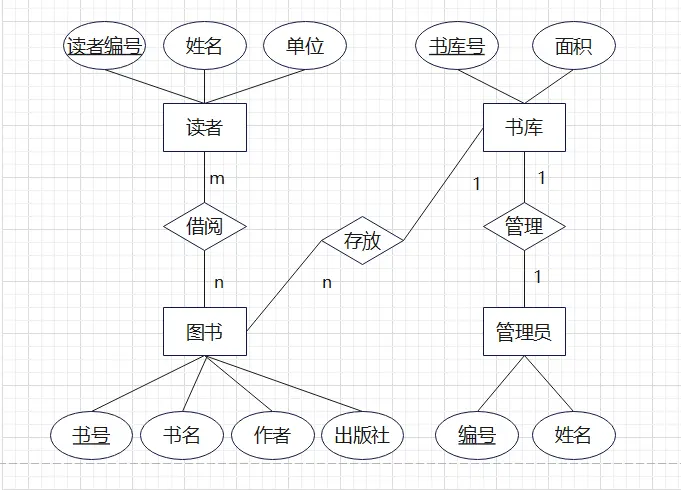 读者编号 姓名 单位 书库号 面积
读者 书库
m 1 1
借阅 存放 管理
n n 1
图书 管理员
书号 书名 作者 出版社 编号 姓名